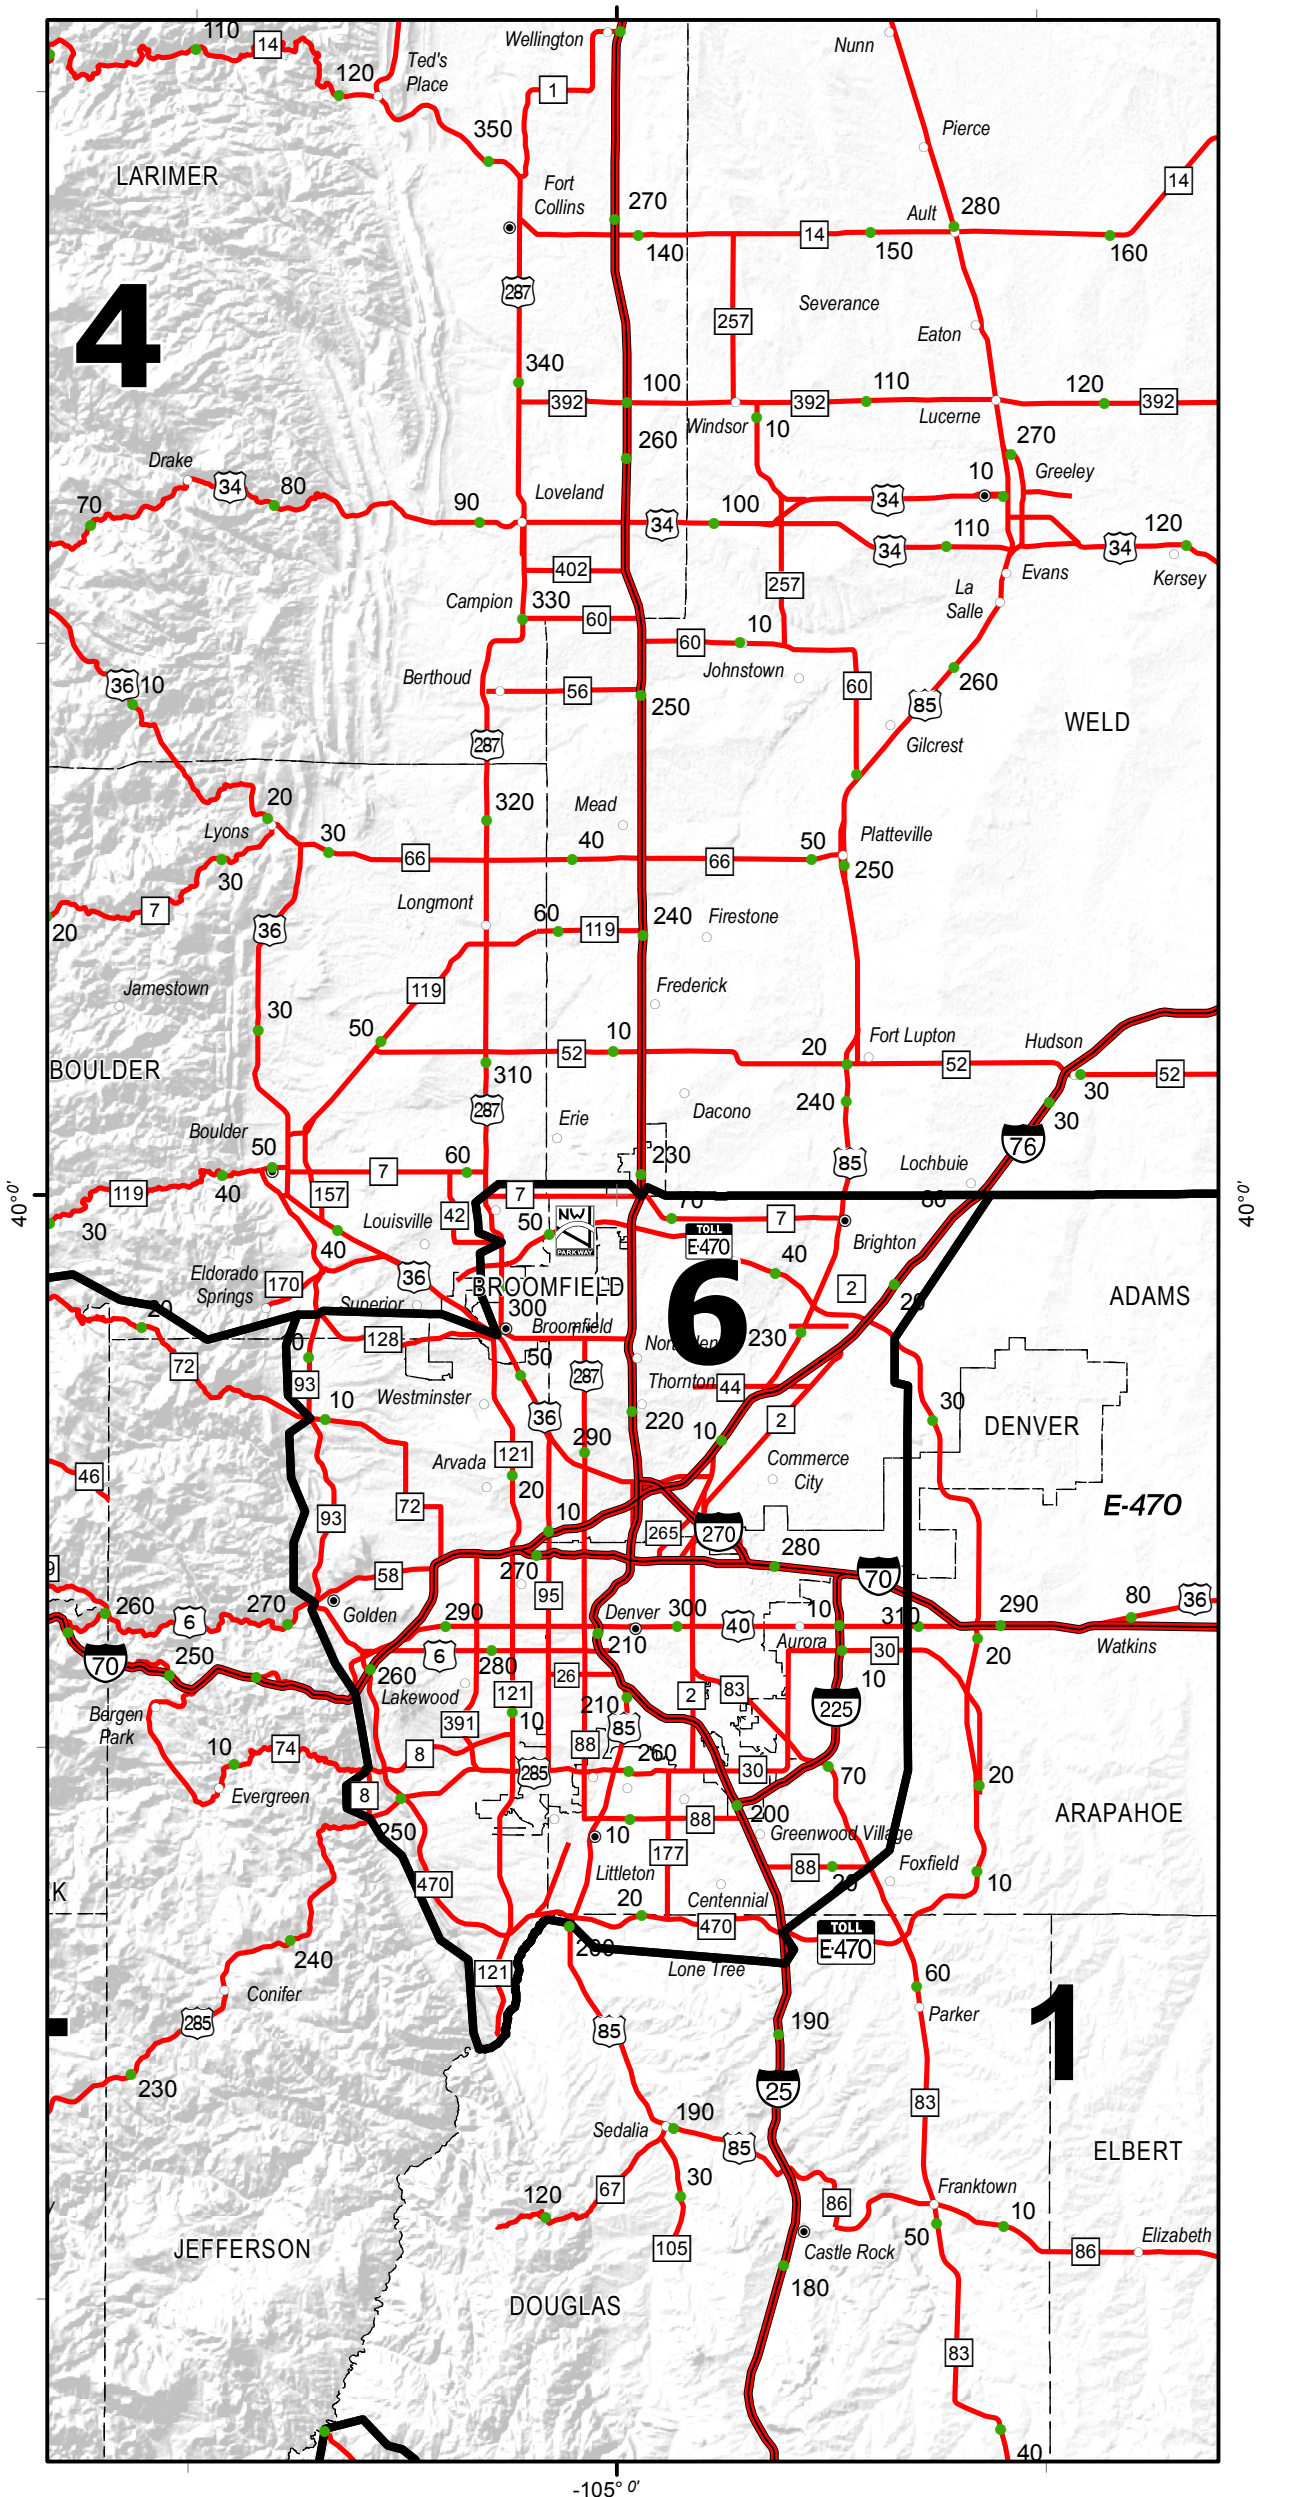 110
14
Wellington
Nunn
120
Ted's
Place
1
350
Pierce
LARIMER
Fort
Collins
14
270
Ault
280
140
14
150
160
287
4
257
Severance
Eaton
340
100
110
120
392
392
392
Windsor
10
Lucerne
260
270
Drake
10
Greeley
34
80
Loveland
70
90
34
100
34
110
120
34
34
402
257
Evans
Kersey
La
Salle
Campion
330
60
10
60
Johnstown
36
10
Berthoud
56
60
260
250
85
WELD
Gilcrest
287
20
320
Mead
Lyons
30
40
50
Platteville
66
66
250
30
7
Longmont
60
119
240
Firestone
20
36
Jamestown
119
Frederick
30
50
10
20
Fort Lupton
Hudson
52
52
52
BOULDER
310
240
30
30
287
Erie
Dacono
Boulder
50
76
60
230
85
Lochbuie
7
119
40
157
7
80
40°0'
40°0'
42
70
30
Louisville
50
NW
PARKWAY
7
Brighton
TOLL
E-470
40
36
40
Eldorado
Springs
170
BROOMFIELD
6
2
20
ADAMS
20
Superior
300
Broomfield
128
230
0
72
50
287
93
Thornton
44
10
Westminster
36
220
2
30
DENVER
290
10
Arvada
121
Commerce
City
46
20
72
E-470
93
10
265
270
280
9
270
70
58
95
80
36
260
6
270
Golden
290
Denver
300
40
10
310
290
210
Aurora
30
Watkins
70
250
6
280
20
260
26
10
Lakewood
210
2
83
Bergen
Park
121
225
391
10
85
10
74
8
88
260
285
30
70
20
Evergreen
8
200
ARAPAHOE
250
10
88
Greenwood Village
177
88
20
Foxfield
K
Littleton
10
470
20
Centennial
470
TOLL
E-470
240
200
121
Lone Tree
Conifer
60
285
Parker
1
190
85
230
25
83
Sedalia
190
85
ELBERT
67
30
Franktown
120
86
10
50
Elizabeth
105
Castle Rock
86
JEFFERSON
180
DOUGLAS
83
40
-105° 0'